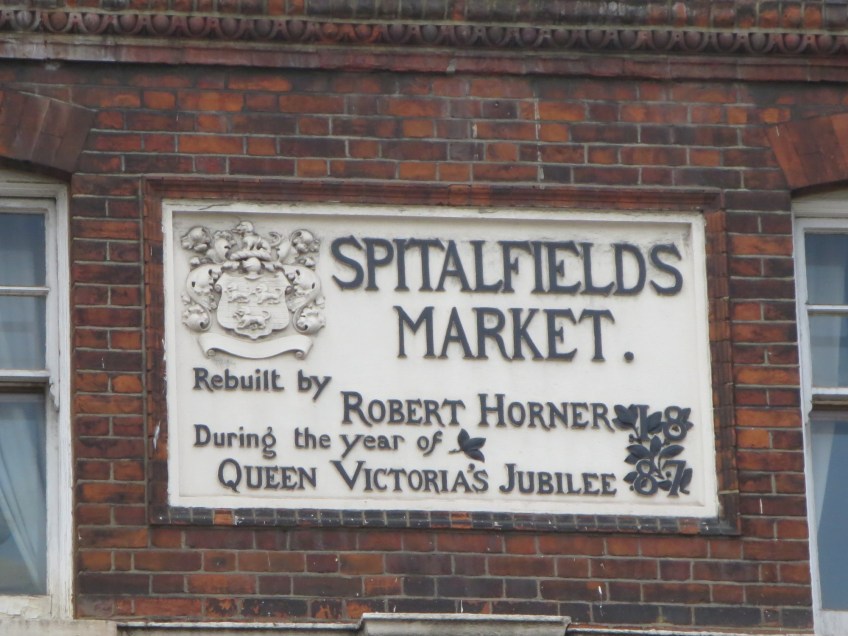 SPITALFIELDS
MARKET.
Rebuilt by
ROBERT HORNER
During the year of
QUEEN VICTORIA'S JUBILEE
18
87